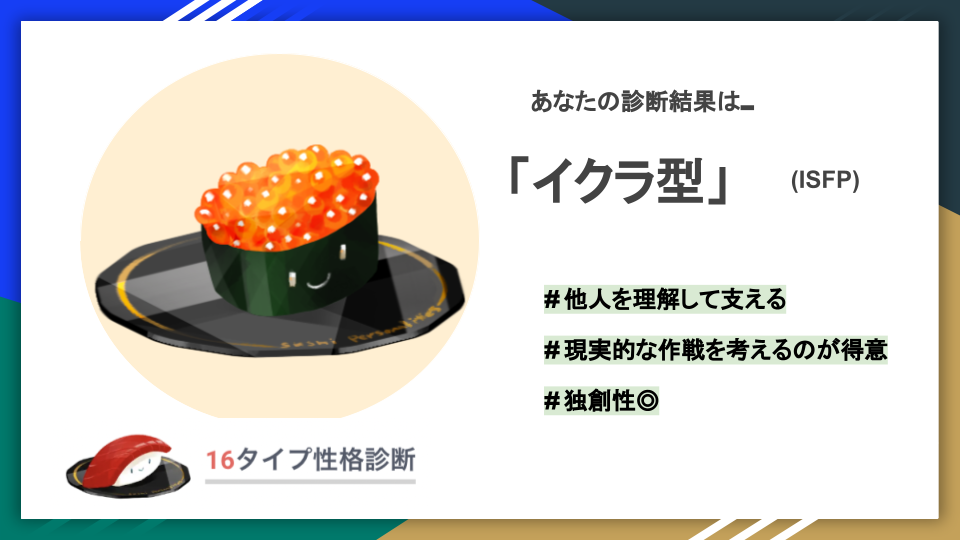 あなたの診断結果は…
「イクラ型」 (ISFP)
#他人を理解して支える
#現実的な作戦を考えるのが得意
#独創性◎
Sushi Personality
16タイプ性格診断